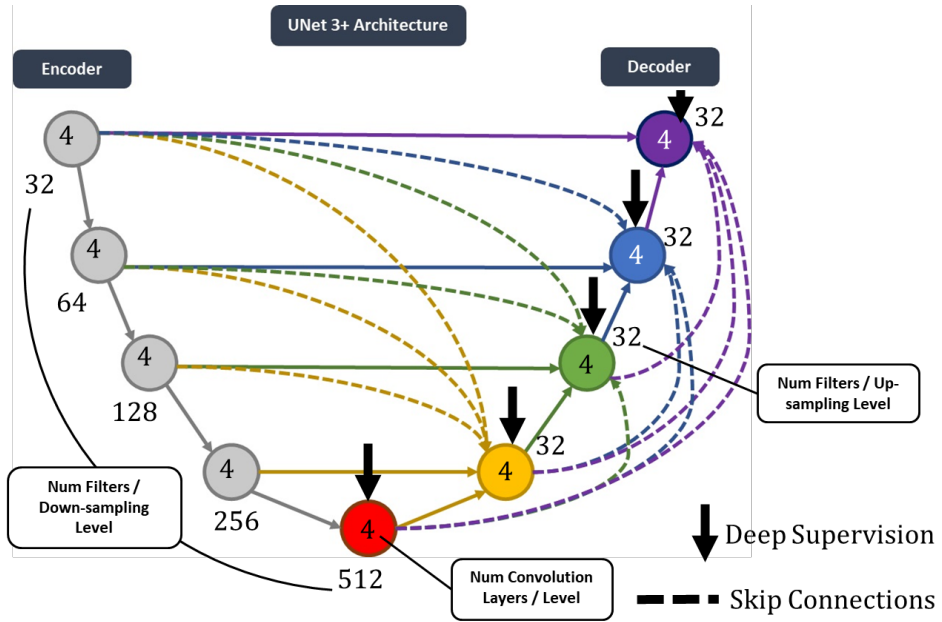 UNet 3+ Architecture
Encoder
Decoder
4
32
4
32
4
64
4
32
4
128
4
32
4
256
4
32
4
512
Num Filters / Up-
sampling Level
Num Filters /
Down-sampling
Level
Num Convolution
Layers / Level
Deep Supervision
Skip Connections